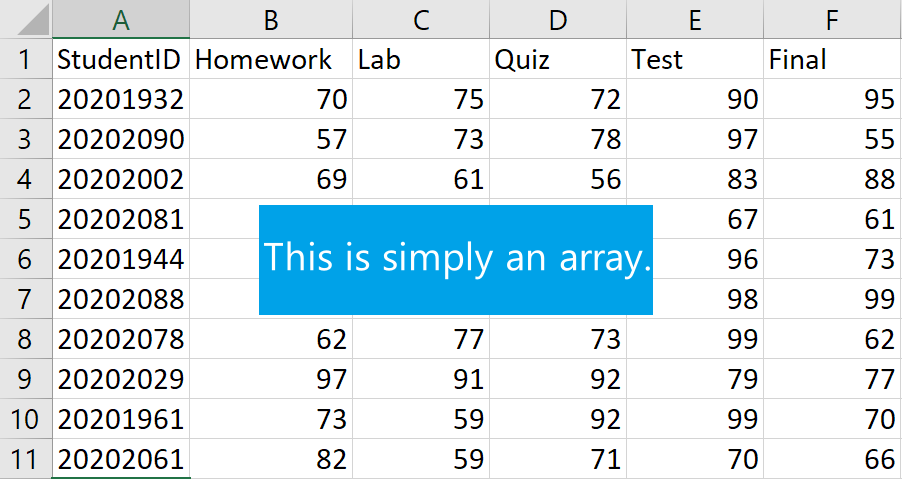 A B C D E F
1 StudentID Homework Lab Quiz Test Final
2 20201932 70 75 72 90 95
3 20202090 57 73 78 97 55
4 20202002 69 61 56 83 88
5 20202081 67 61
6 20201944 This is simply an array. 96 73
7 20202088 98 99
8 20202078 62 77 73 99 62
9 20202029 97 91 92 79 77
10 20201961 73 59 92 99 70
11 20202061 82 59 71 70 66